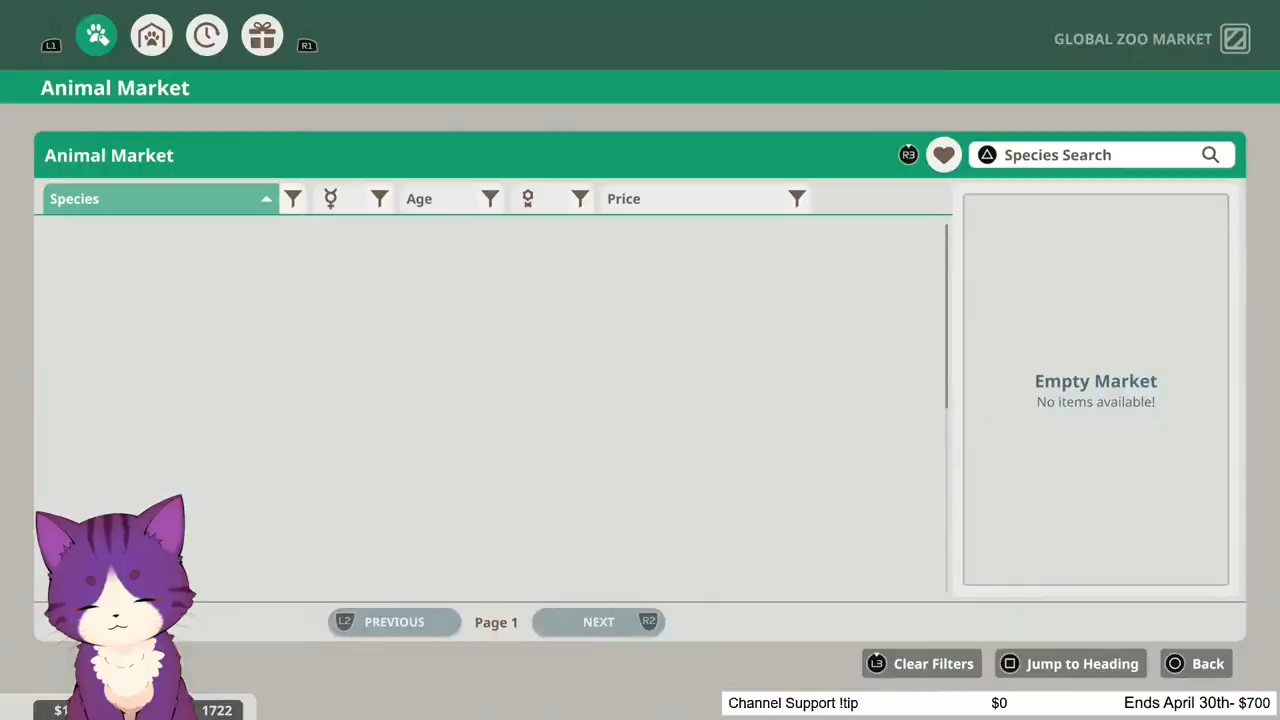 L1
R1
GLOBAL ZOO MARKET
Animal Market
Animal Market
R3
Species Search
Species
Age
Price
Empty Market
No items available!
L2 PREVIOUS
Page 1
NEXT R2
L3 Clear Filters
Jump to Heading
Back
$1
1722
Channel Support !tip
$0
Ends April 30th- $700